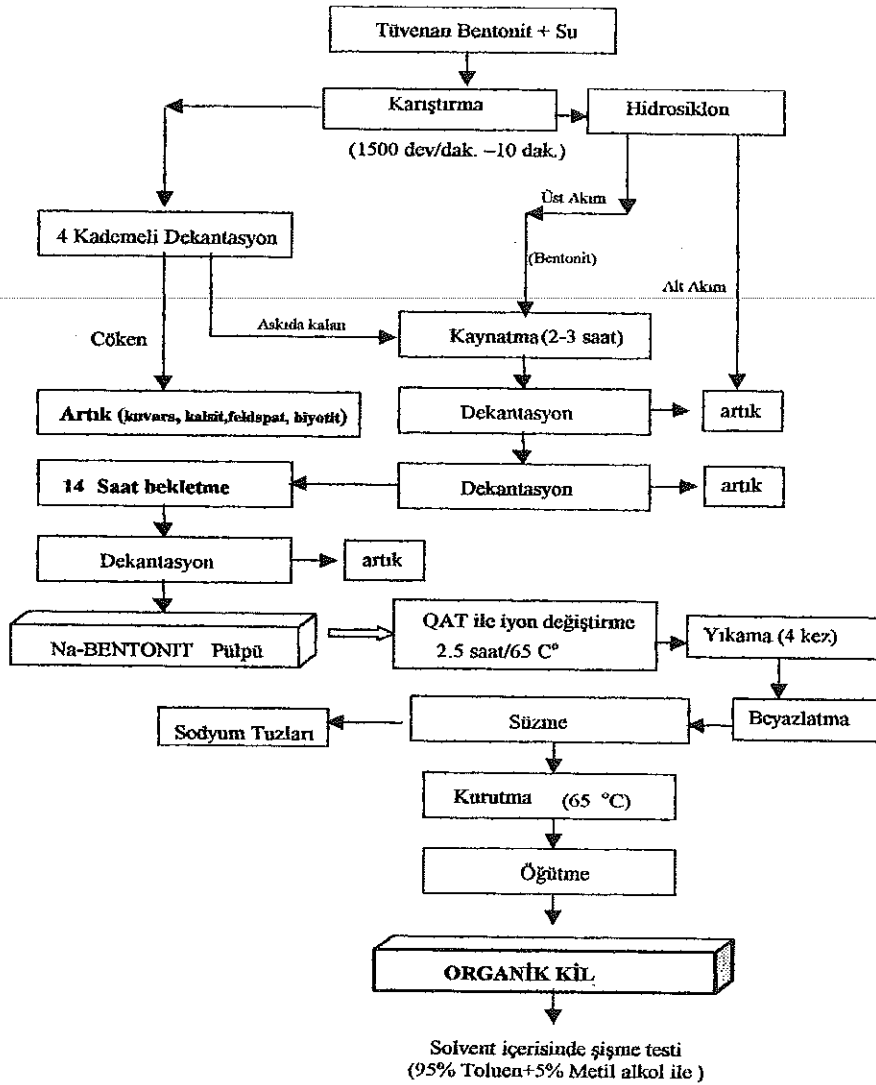 Tüvenan Bentonit + Su
Karıştırma
Hidrosiklon
(1500 dev/dak. –10 dak.)
Üst Akım
4 Kademeli Dekantasyon
(Bentonit)
Alt Akım
Askıda kalan
Çöken
Kaynatma (2-3 saat)
Artık (kuvars, kalsit,feldspat, biyotit)
Dekantasyon
artık
14 Saat bekletme
Dekantasyon
artık
Dekantasyon
artık
Na-BENTONIT Pülpü
QAT ile iyon değiştirme
2.5 saat/65 C°
Yıkama (4 kez)
Beyazlatma
Süzme
Sodyum Tuzları
Kurutma (65 °C)
Öğütme
ORGANİK KİL
Solvent içerisinde şişme testi
(95% Toluen+5% Metil alkol ile )